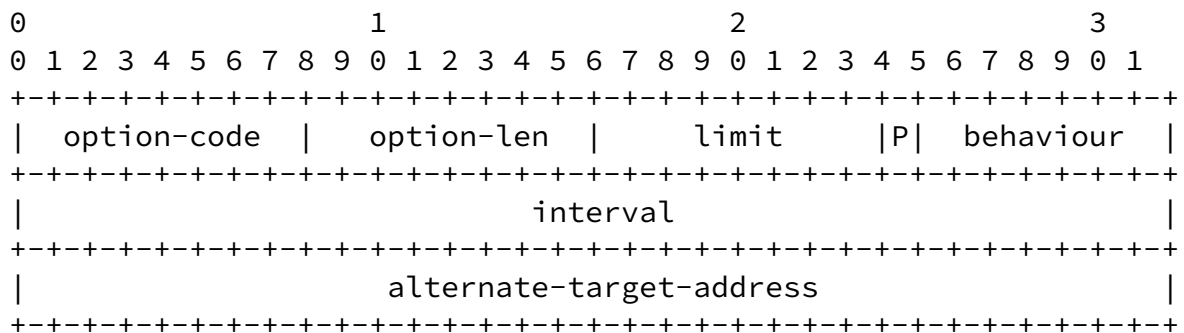 0                   1                   2                   3
0 1 2 3 4 5 6 7 8 9 0 1 2 3 4 5 6 7 8 9 0 1 2 3 4 5 6 7 8 9 0 1
+-+-+-+-+-+-+-+-+-+-+-+-+-+-+-+-+-+-+-+-+-+-+-+-+-+-+-+-+-+-+-+-+
|  option-code  |   option-len  |     limit     |P|  behaviour  |
+-+-+-+-+-+-+-+-+-+-+-+-+-+-+-+-+-+-+-+-+-+-+-+-+-+-+-+-+-+-+-+-+
|                            interval                           |
+-+-+-+-+-+-+-+-+-+-+-+-+-+-+-+-+-+-+-+-+-+-+-+-+-+-+-+-+-+-+-+-+
|                    alternate-target-address                   |
+-+-+-+-+-+-+-+-+-+-+-+-+-+-+-+-+-+-+-+-+-+-+-+-+-+-+-+-+-+-+-+-+